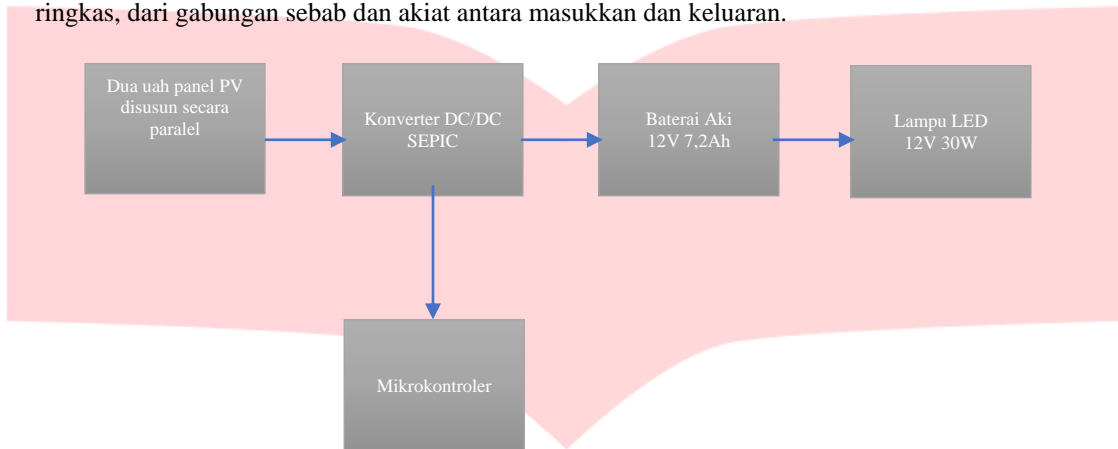 ringkas, dari gabungan sebab dan akiat antara masukkan dan keluaran.
Dua uah panel PV
disusun secara
paralel
Konverter DC/DC
SEPIC
Baterai Aki
12V 7,2Ah
Lampu LED
12V 30W
Mikrokontroler